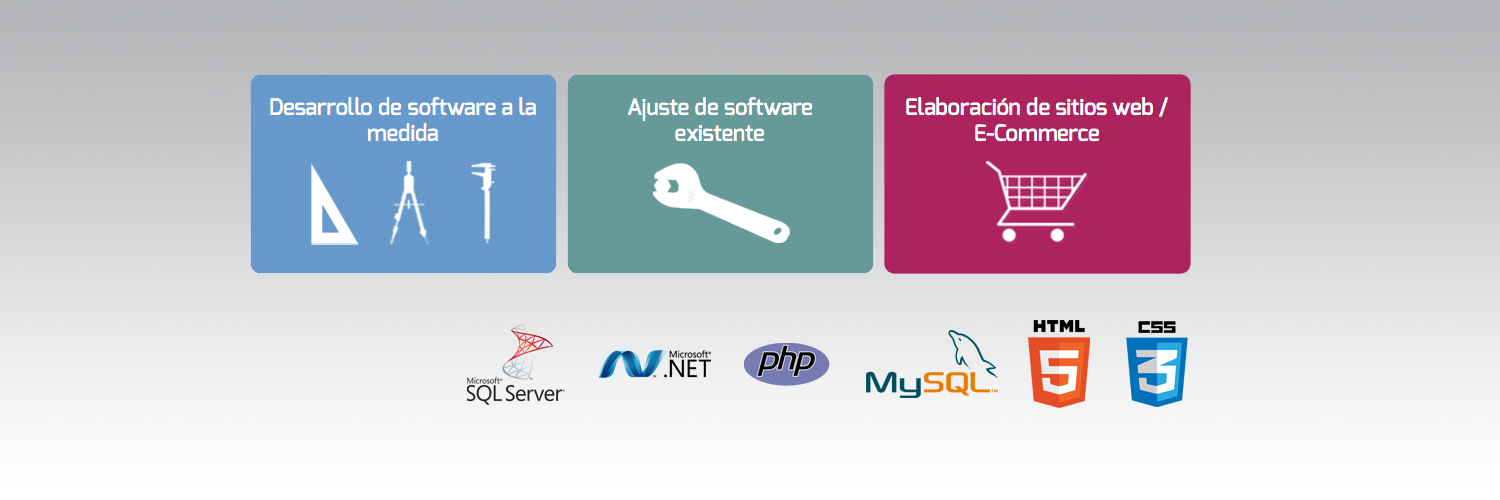 Desarrollo de software a la
medida
Ajuste de software
existente
Elaboración de sitios web /
E-Commerce
Microsoft®
SQL Server®
Microsoft®
.NET
php
MySQL™
HTML
5
CSS
3